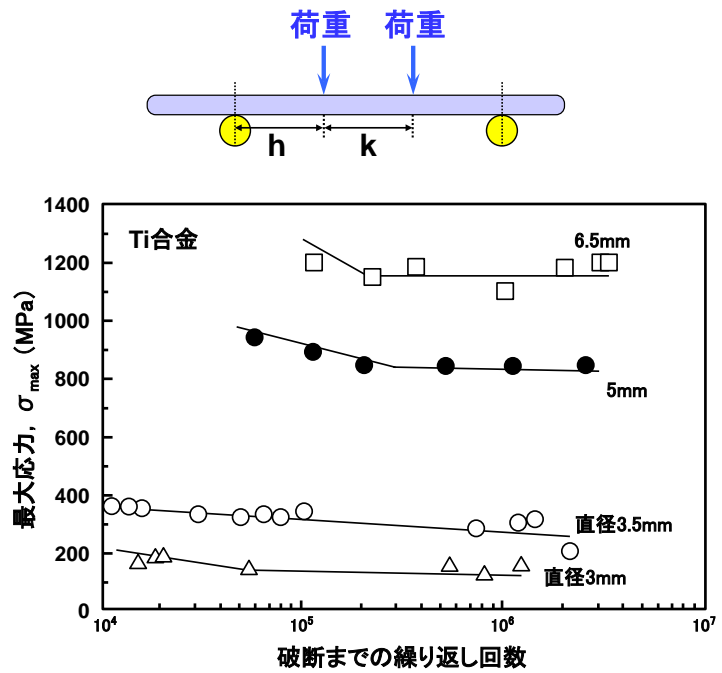 荷重 荷重
h k
1400
1200
1000
800
600
400
200
0
Ti合金
6.5mm
5mm
直径3.5mm
直径3mm
最大応力, σmax (MPa)
10⁴ 10⁵ 10⁶ 10⁷
破断までの繰り返し回数